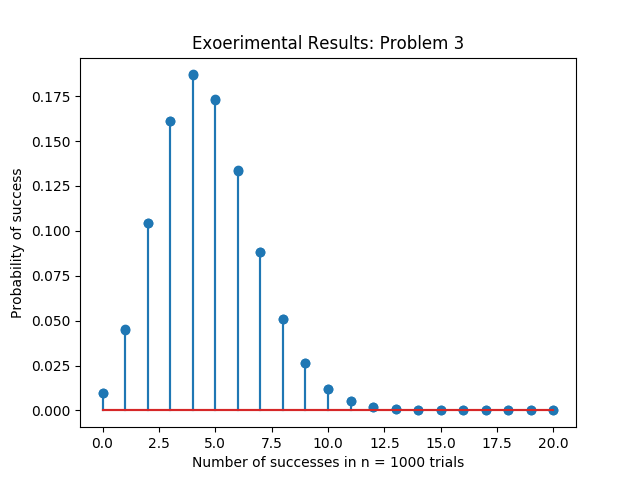 Exoerimental Results: Problem 3
0.175
0.150
0.125
0.100
0.075
0.050
0.025
0.000
Probability of success
0.0 2.5 5.0 7.5 10.0 12.5 15.0 17.5 20.0
Number of successes in n = 1000 trials